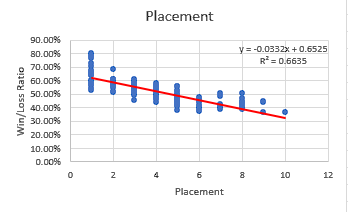 Placement
y = -0.0332x + 0.6525
R² = 0.6635
90.00%
80.00%
70.00%
60.00%
50.00%
40.00%
30.00%
20.00%
10.00%
0.00%
Win/Loss Ratio
0 2 4 6 8 10 12
Placement